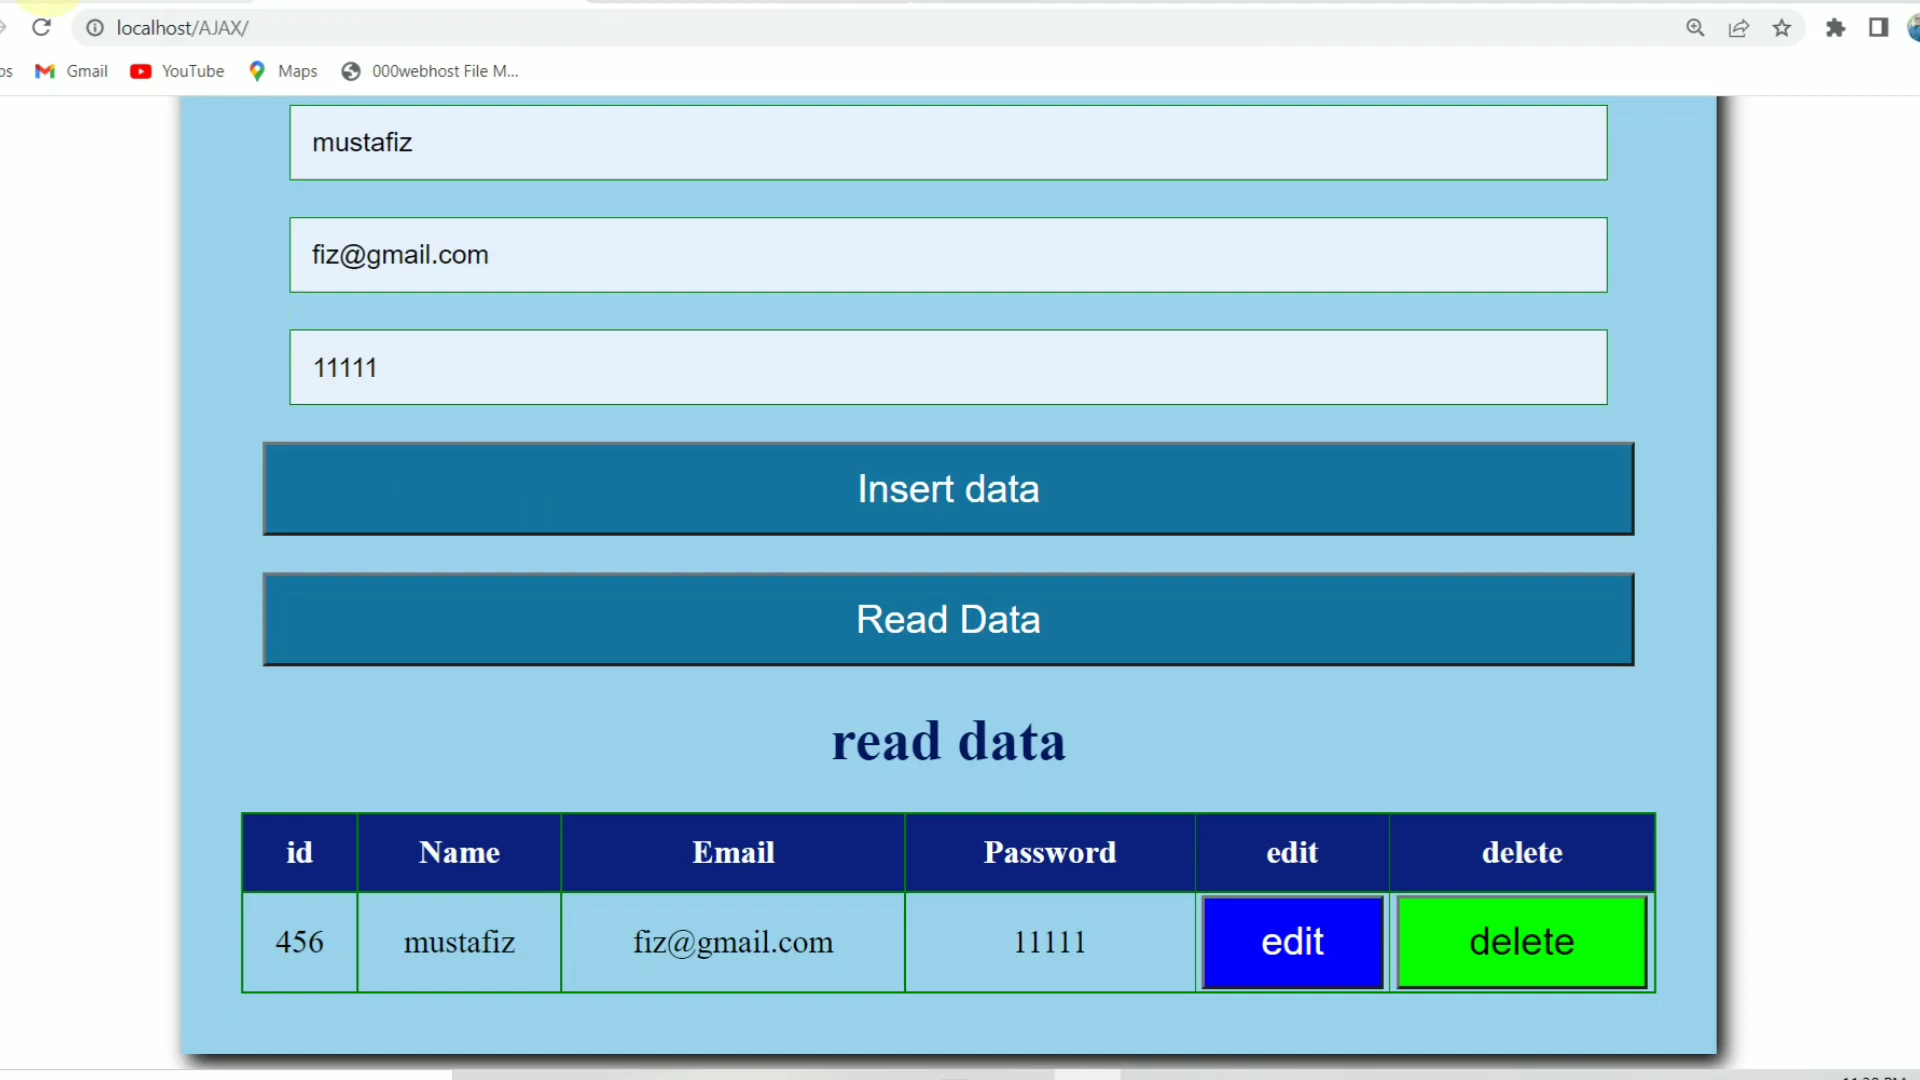 localhost/AJAX/
Gmail YouTube Maps 000webhost File M...
mustafiz
fiz@gmail.com
11111
Insert data
Read Data
read data
id Name Email Password edit delete
456 mustafiz fiz@gmail.com 11111 edit delete